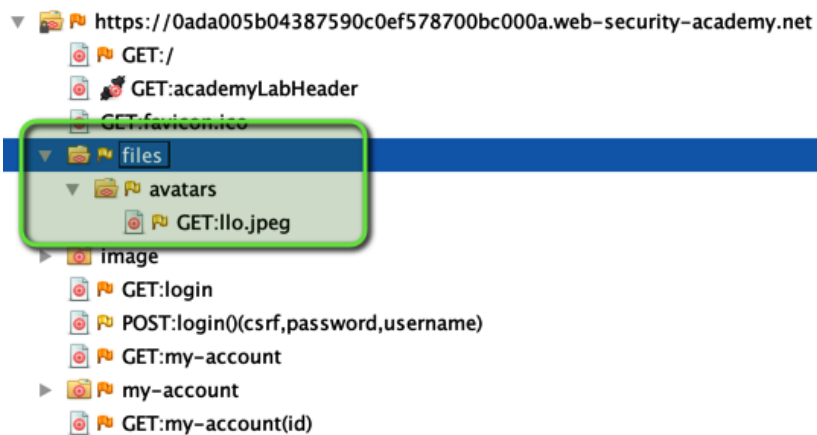 https://0ada005b04387590c0ef578700bc000a.web-security-academy.net
GET:/
GET:academyLabHeader
GET:favicon.ico
files
avatars
GET:llo.jpeg
image
GET:login
POST:login()(csrf,password,username)
GET:my-account
my-account
GET:my-account(id)